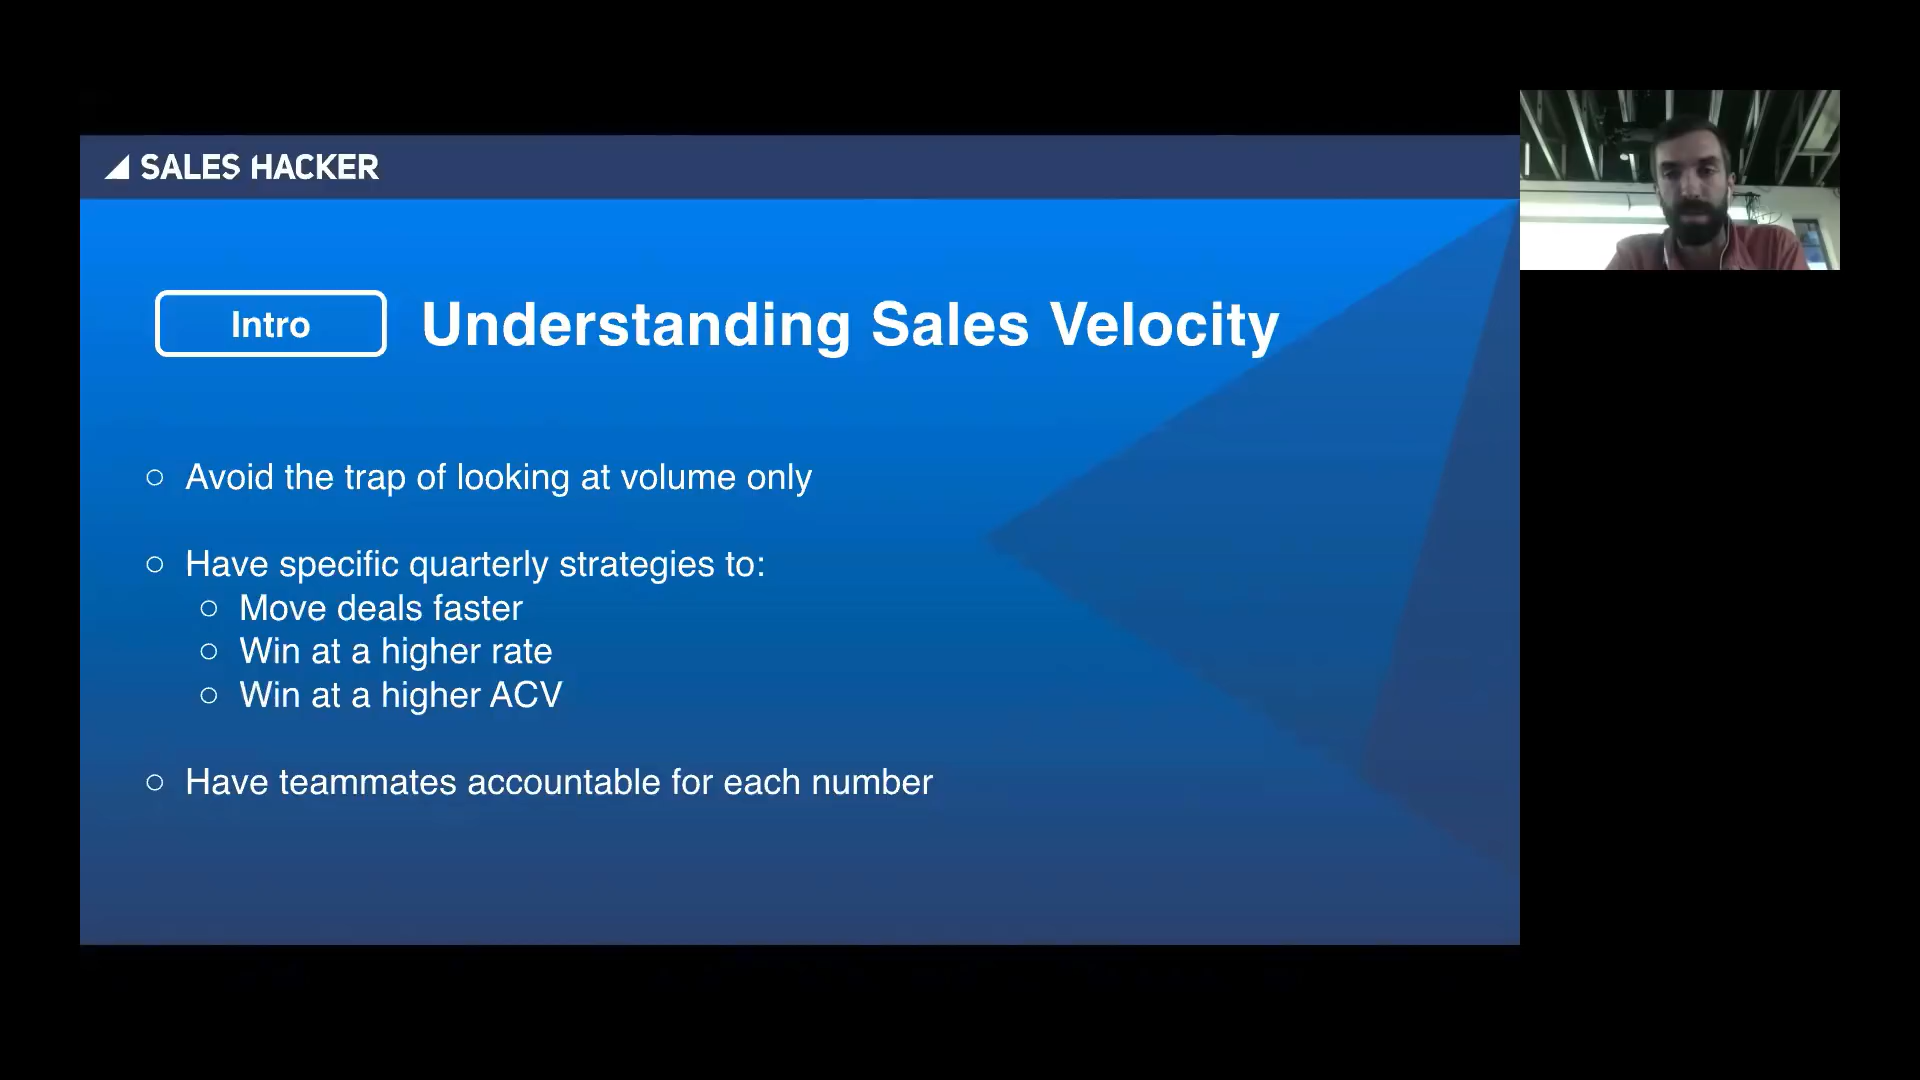 SALES HACKER
Intro
Understanding Sales Velocity
Avoid the trap of looking at volume only
Have specific quarterly strategies to:
Move deals faster
Win at a higher rate
Win at a higher ACV
Have teammates accountable for each number